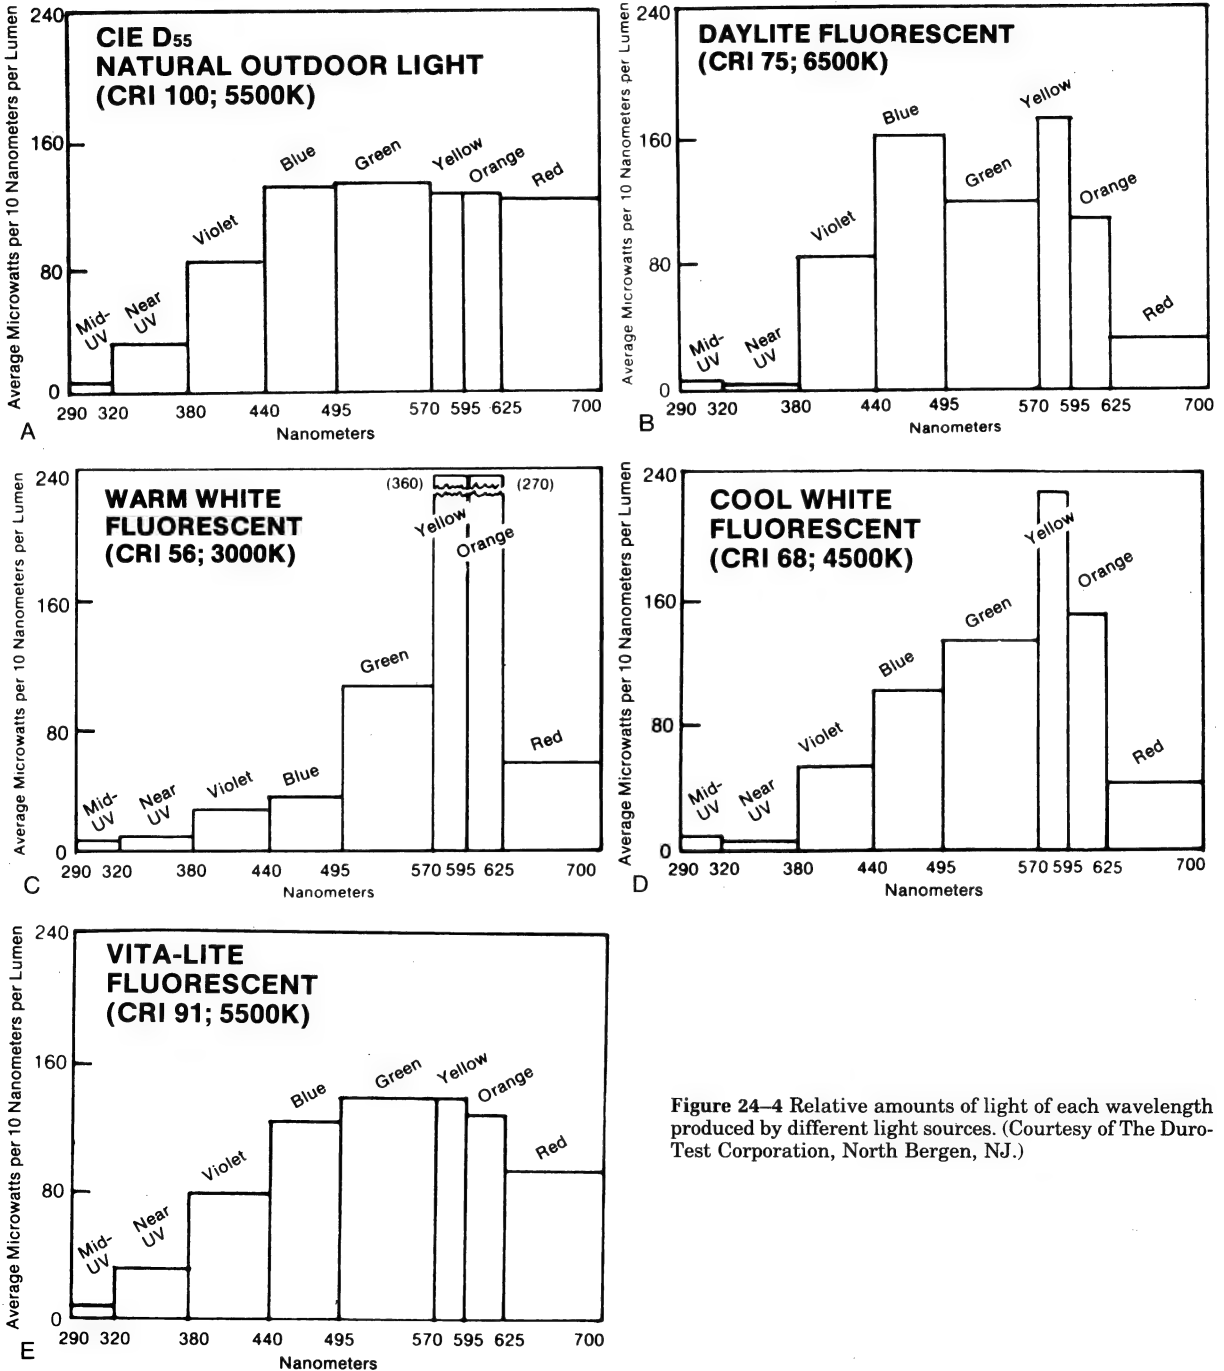 240
160
80
0
Average Microwatts per 10 Nanometers per Lumen
CIE D55
NATURAL OUTDOOR LIGHT
(CRI 100; 5500K)
Mid-
UV
Near
UV
Violet
Blue
Green
Yellow
Orange
Red
290 320 380 440 495 570 595 625 700
Nanometers
A
240
160
80
0
Average Microwatts per 10 Nanometers per Lumen
DAYLITE FLUORESCENT
(CRI 75; 6500K)
Mid-
UV
Near
UV
Violet
Blue
Green
Yellow
Orange
Red
290 320 380 440 495 570 595 625 700
Nanometers
B
240
160
80
0
Average Microwatts per 10 Nanometers per Lumen
WARM WHITE
FLUORESCENT
(CRI 56; 3000K)
(360)
(270)
Mid-
UV
Near
UV
Violet
Blue
Green
Yellow
Orange
Red
290 320 380 440 495 570 595 625 700
Nanometers
C
240
160
80
0
Average Microwatts per 10 Nanometers per Lumen
COOL WHITE
FLUORESCENT
(CRI 68; 4500K)
Mid-
UV
Near
UV
Violet
Blue
Green
Yellow
Orange
Red
290 320 380 440 495 570 595 625 700
Nanometers
D
240
160
80
0
Average Microwatts per 10 Nanometers per Lumen
VITA-LITE
FLUORESCENT
(CRI 91; 5500K)
Mid-
UV
Near
UV
Violet
Blue
Green
Yellow
Orange
Red
290 320 380 440 495 570 595 625 700
Nanometers
E
Figure 24–4 Relative amounts of light of each wavelength
produced by different light sources. (Courtesy of The Duro-
Test Corporation, North Bergen, NJ.)